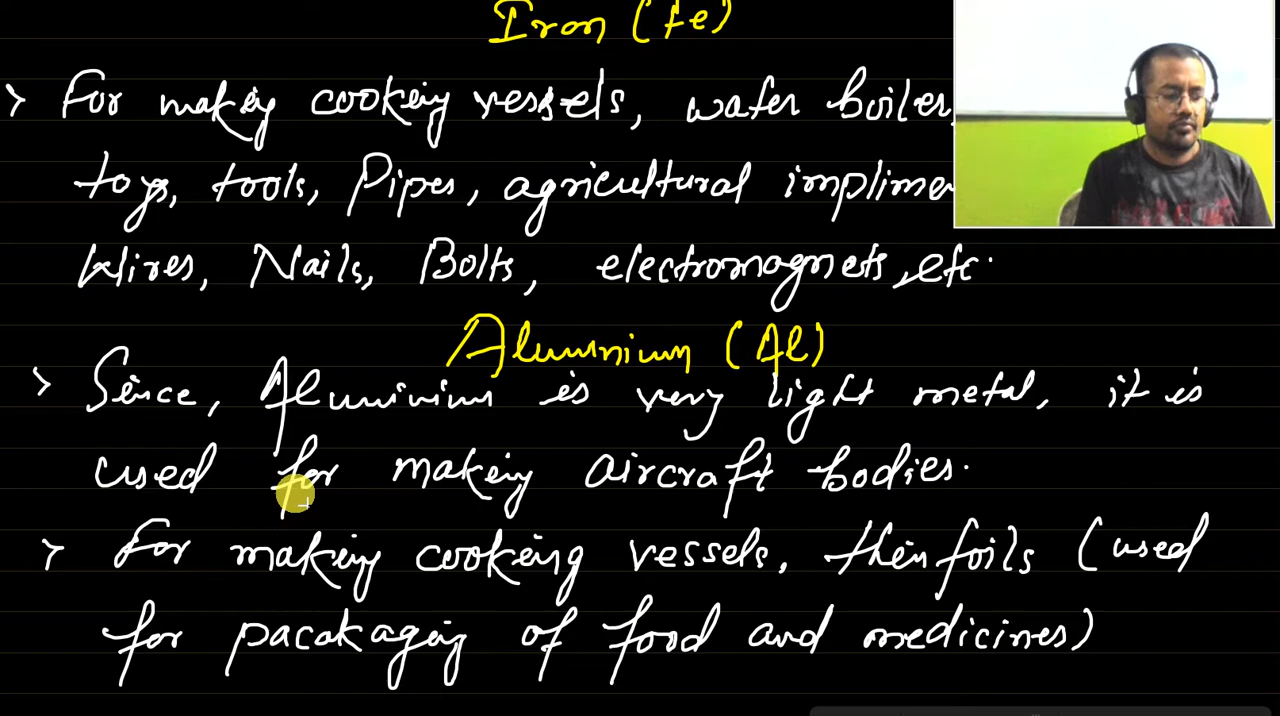 Iron (Fe)
> For making cooking vessels, water boiler,
toys, tools, Pipes, agricultural implimen
Wires, Nails, Bolts, electromagnets, etc.
Aluminium (Al)
> Since, Aluminium is very light metal, it is
used for making aircraft bodies.
> For making cooking vessels, thin foils (used
for pacakaging of food and medicines)